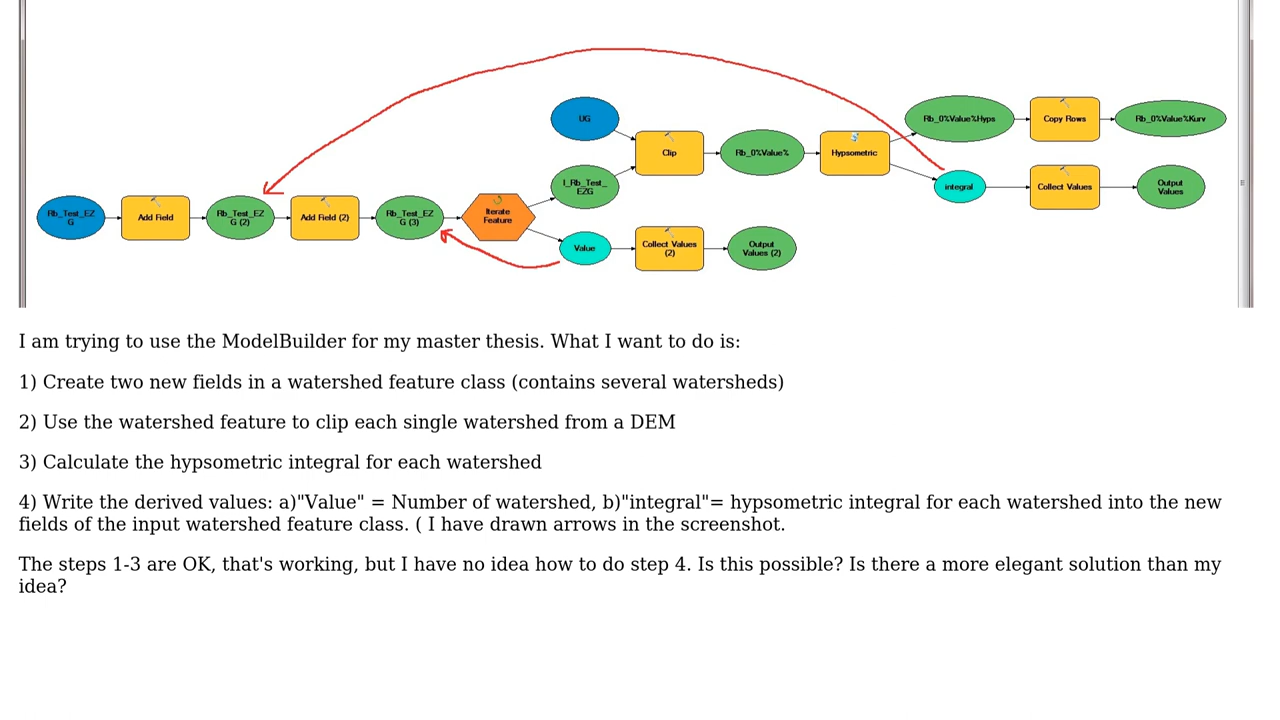 UG
Rb_0%Value%Hyps
Copy Rows
Rb_0%Value%Kurv
Clip
Rb_0%Value%
Hypsometric
I_Rb_Test_
EZG
integral
Collect Values
Output
Values
Rb_Test_EZ
G
Add Field
Rb_Test_EZ
G (2)
Add Field (2)
Rb_Test_EZ
G (3)
Iterate
Feature
Value
Collect Values
(2)
Output
Values (2)
I am trying to use the ModelBuilder for my master thesis. What I want to do is:
1) Create two new fields in a watershed feature class (contains several watersheds)
2) Use the watershed feature to clip each single watershed from a DEM
3) Calculate the hypsometric integral for each watershed
4) Write the derived values: a)"Value" = Number of watershed, b)"integral"= hypsometric integral for each watershed into the new
fields of the input watershed feature class. ( I have drawn arrows in the screenshot.
The steps 1-3 are OK, that's working, but I have no idea how to do step 4. Is this possible? Is there a more elegant solution than my
idea?